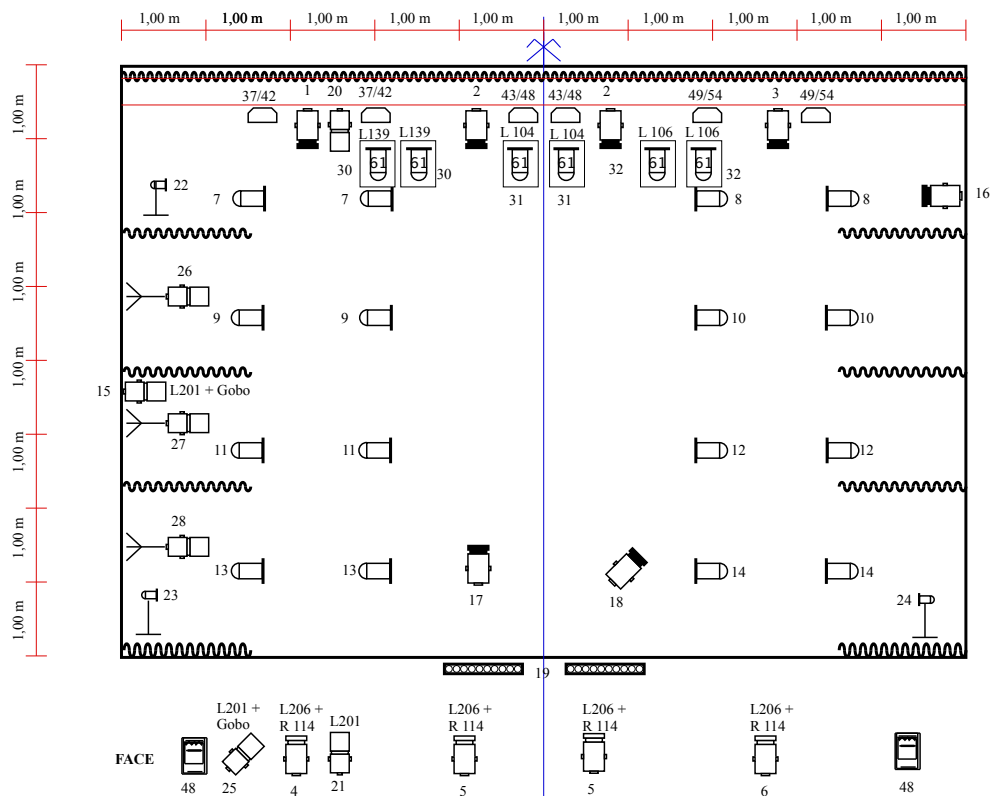 1,00 m 1,00 m 1,00 m 1,00 m 1,00 m 1,00 m 1,00 m 1,00 m 1,00 m 1,00 m
1,00 m
1,00 m
1,00 m
1,00 m
1,00 m
1,00 m
1,00 m
1,00 m
37/42 1 20 37/42 2 43/48 43/48 2 49/54 3 49/54
L139 L139 L 104 L 104 L 106 L 106
61 61 61 61 61 61
30 30 31 31 32 32
22 7 7 8 8 16
26
9 9 10 10
15 L201 + Gobo
27 11 11 12 12
28
13 13 14 14
23 17 18 24
19
L201 +
Gobo
L206 +
R 114
L201
L206 +
R 114
L206 +
R 114
L206 +
R 114
FACE
48 25 4 21 5 5 6 48